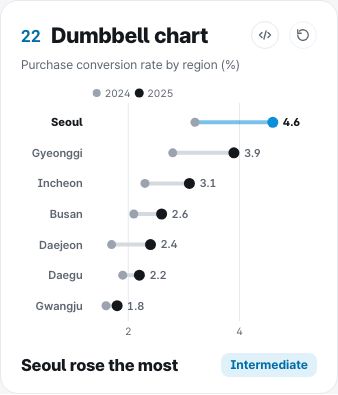 22 Dumbbell chart
Purchase conversion rate by region (%)
2024 2025
Seoul 4.6
Gyeonggi 3.9
Incheon 3.1
Busan 2.6
Daejeon 2.4
Daegu 2.2
Gwangju 1.8
2 4
Seoul rose the most Intermediate